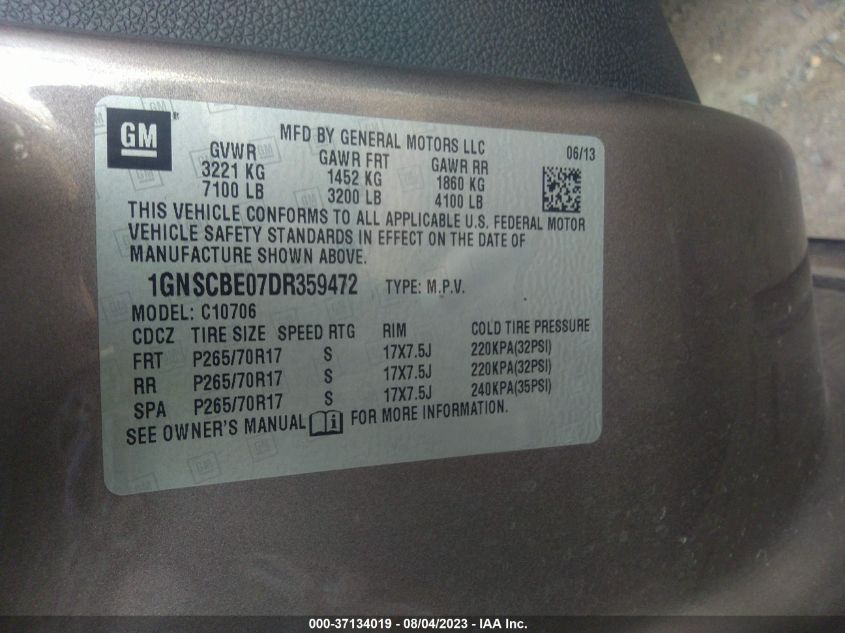 GM
MFD BY GENERAL MOTORS LLC
06/13
GVWR GAWR FRT GAWR RR
3221 KG 1452 KG 1860 KG
7100 LB 3200 LB 4100 LB
THIS VEHICLE CONFORMS TO ALL APPLICABLE U.S. FEDERAL MOTOR
VEHICLE SAFETY STANDARDS IN EFFECT ON THE DATE OF
MANUFACTURE SHOWN ABOVE.
1GNSCBE07DR359472 TYPE: M.P.V.
MODEL: C10706
CDCZ TIRE SIZE SPEED RTG RIM COLD TIRE PRESSURE
FRT P265/70R17 S 17X7.5J 220KPA(32PSI)
RR P265/70R17 S 17X7.5J 220KPA(32PSI)
SPA P265/70R17 S 17X7.5J 240KPA(35PSI)
SEE OWNER'S MANUAL FOR MORE INFORMATION.
000-37134019 - 08/04/2023 - IAA Inc.